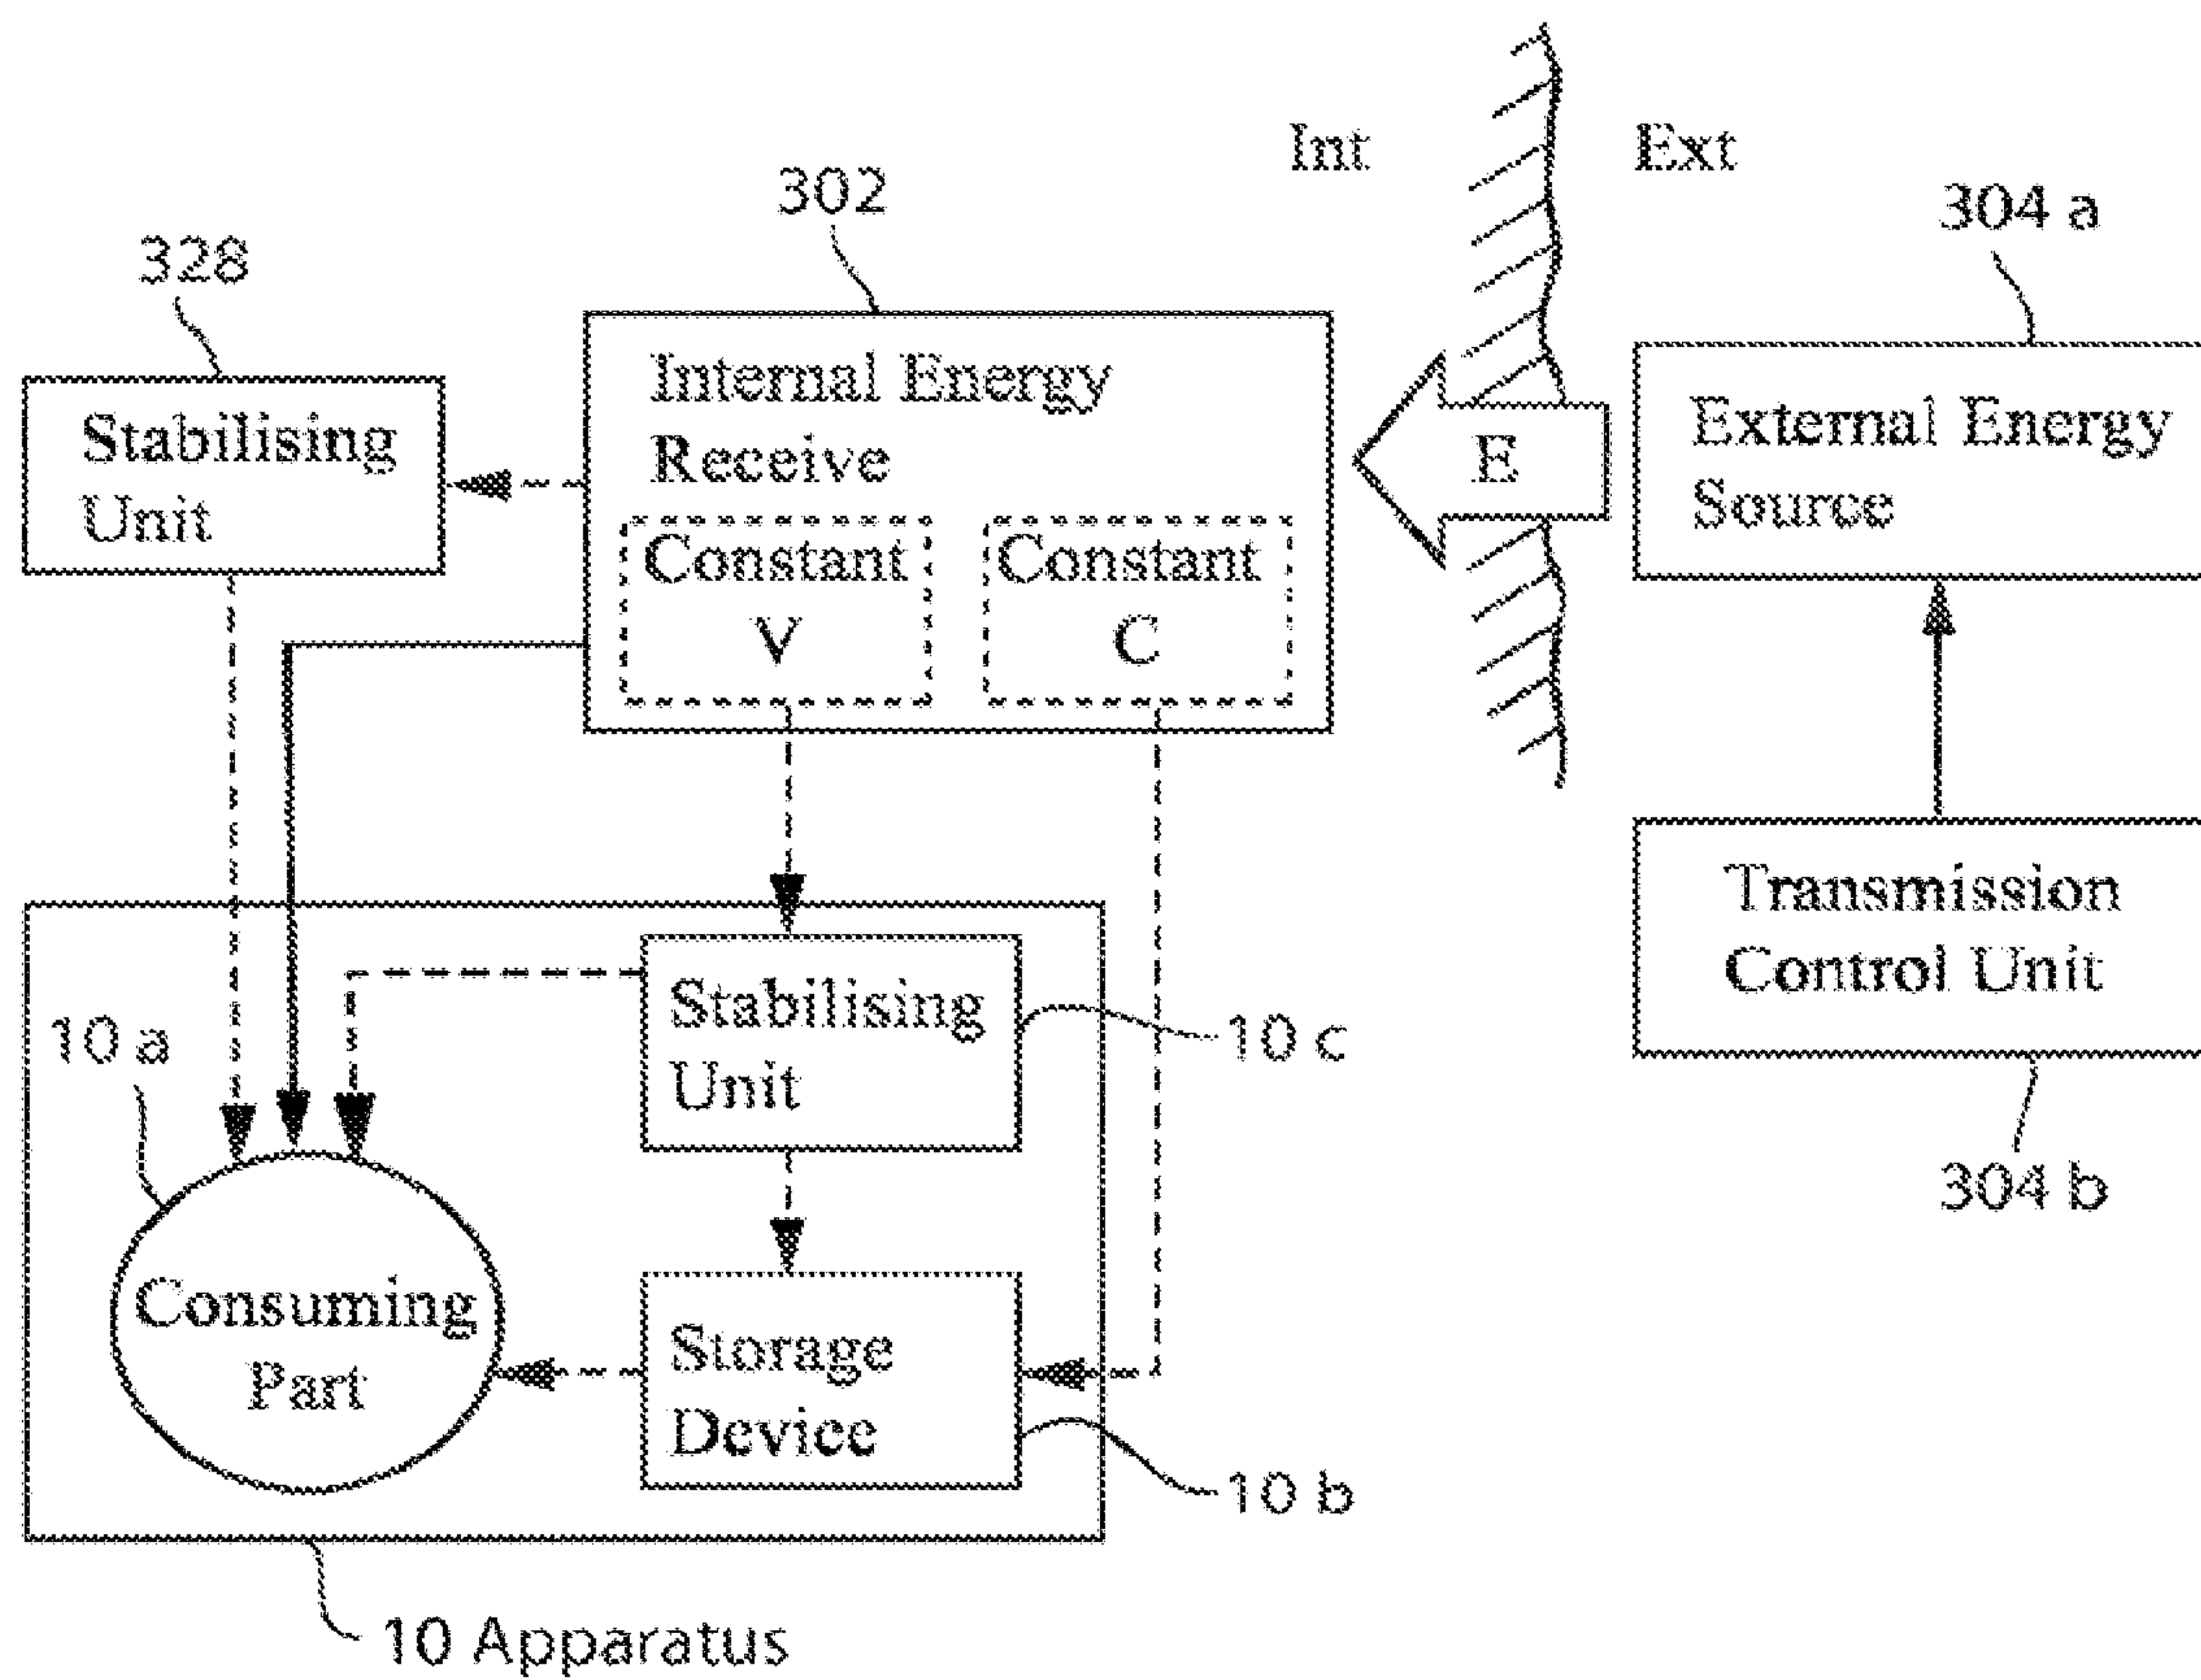 Int
Ext
302
304 a
328
Internal Energy
Receive
External Energy
Source
Stabilising
Unit
E
Constant
V
Constant
C
Transmission
Control Unit
10 a
Stabilising
Unit
10 c
304 b
Consuming
Part
Storage
Device
10 b
10 Apparatus